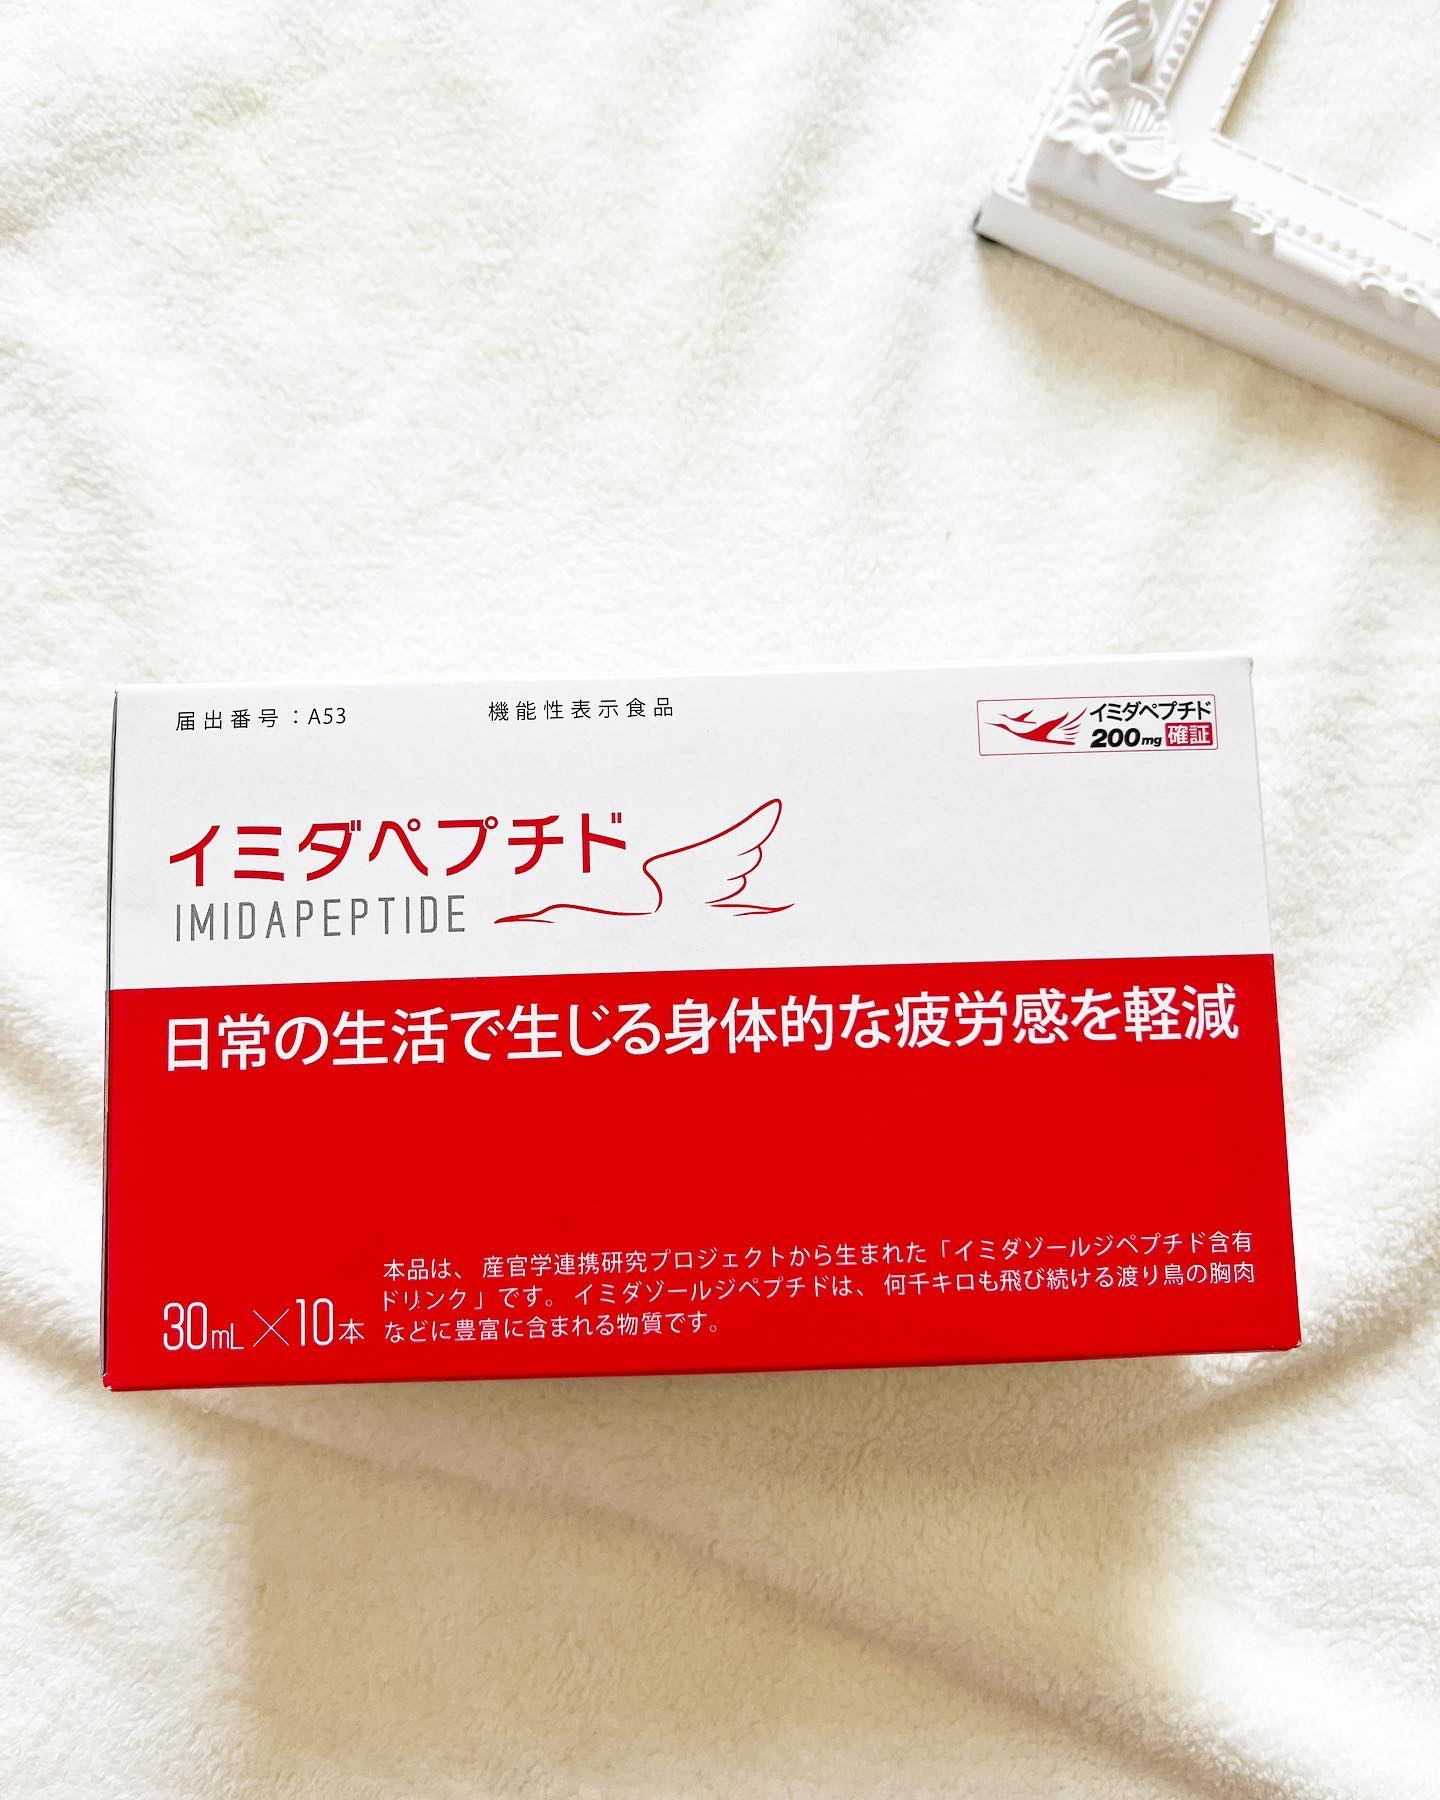 届出番号：A53
機能性表示食品
イミダペプチド
200mg 確証
イミダペプチド
IMIDAPEPTIDE
日常の生活で生じる身体的な疲労感を軽減
30mL×10本
本品は、産官学連携研究プロジェクトから生まれた「イミダゾールジペプチド含有
ドリンク」です。イミダゾールジペプチドは、何千キロも飛び続ける渡り鳥の胸肉
などに豊富に含まれる物質です。